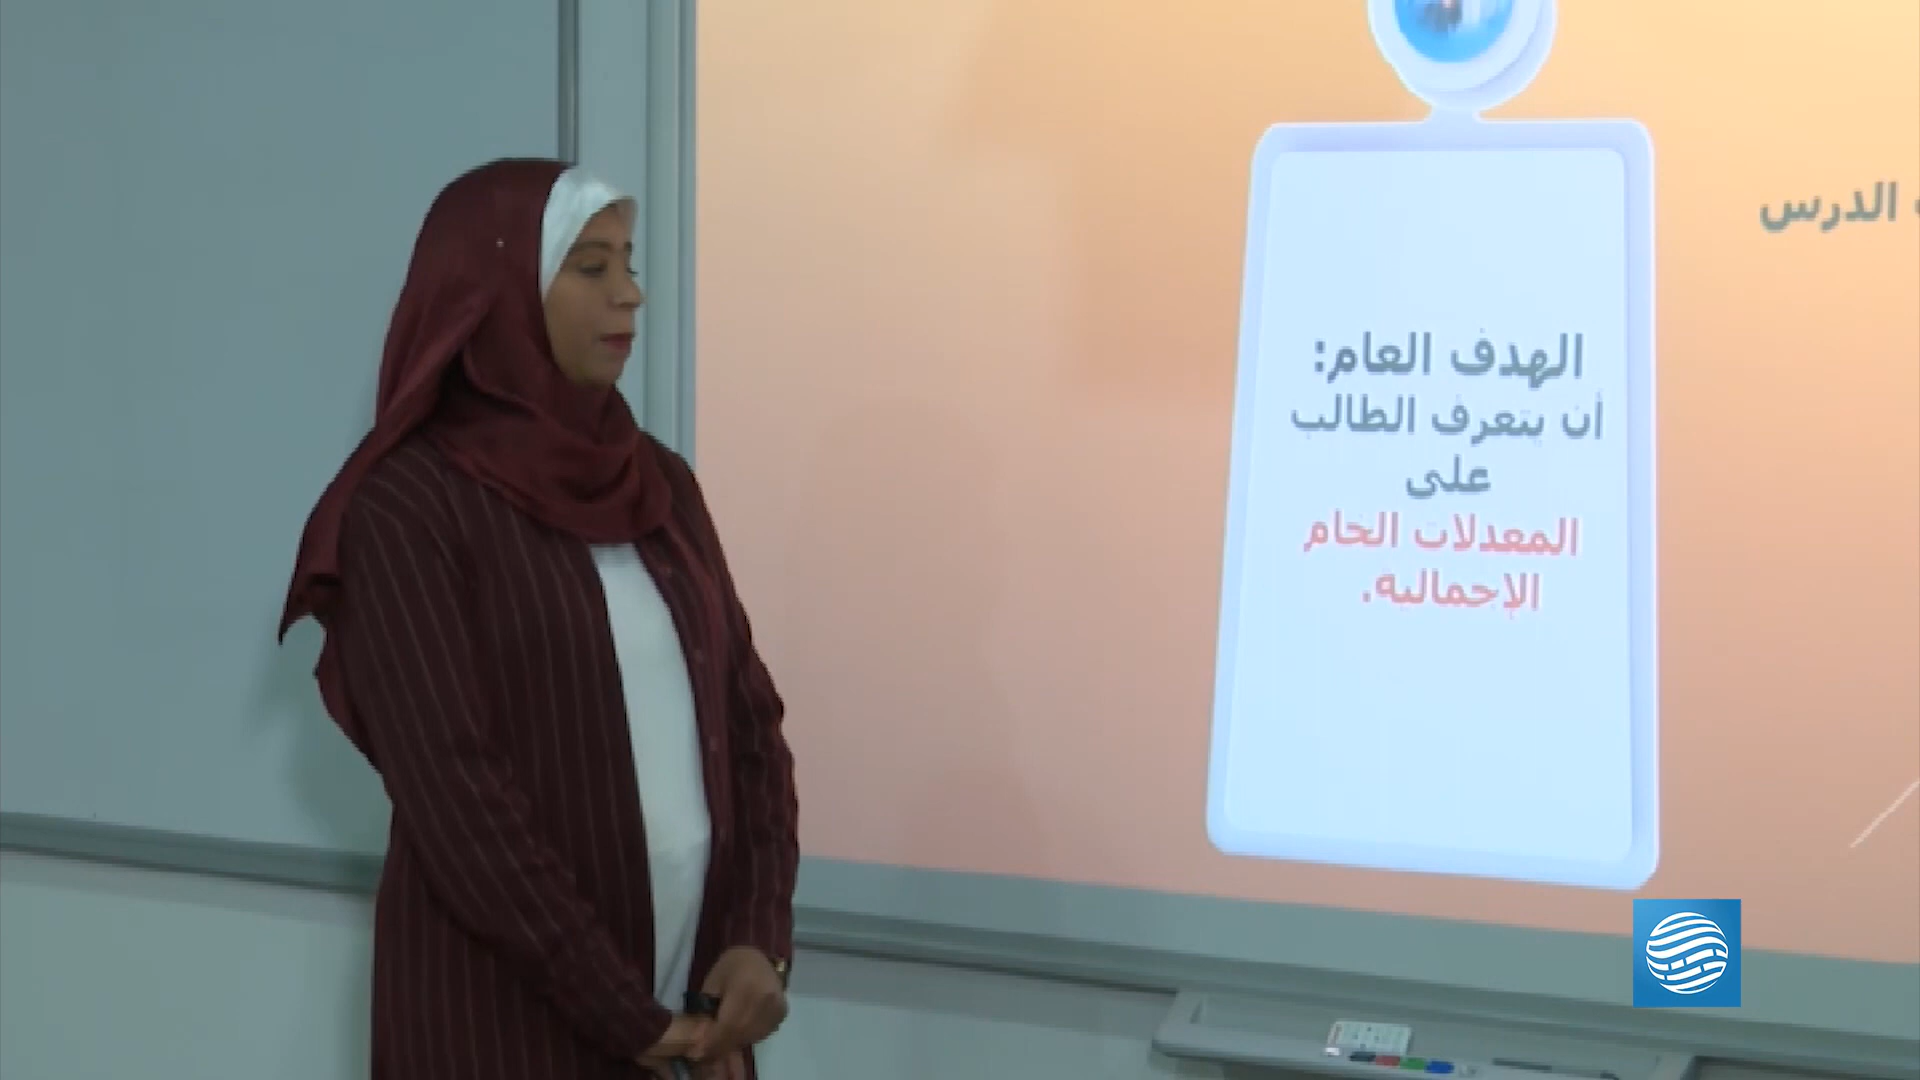 الدرس
الهدف العام:
أن يتعرف الطالب
على
المعدلات الخام
الإجمالية.